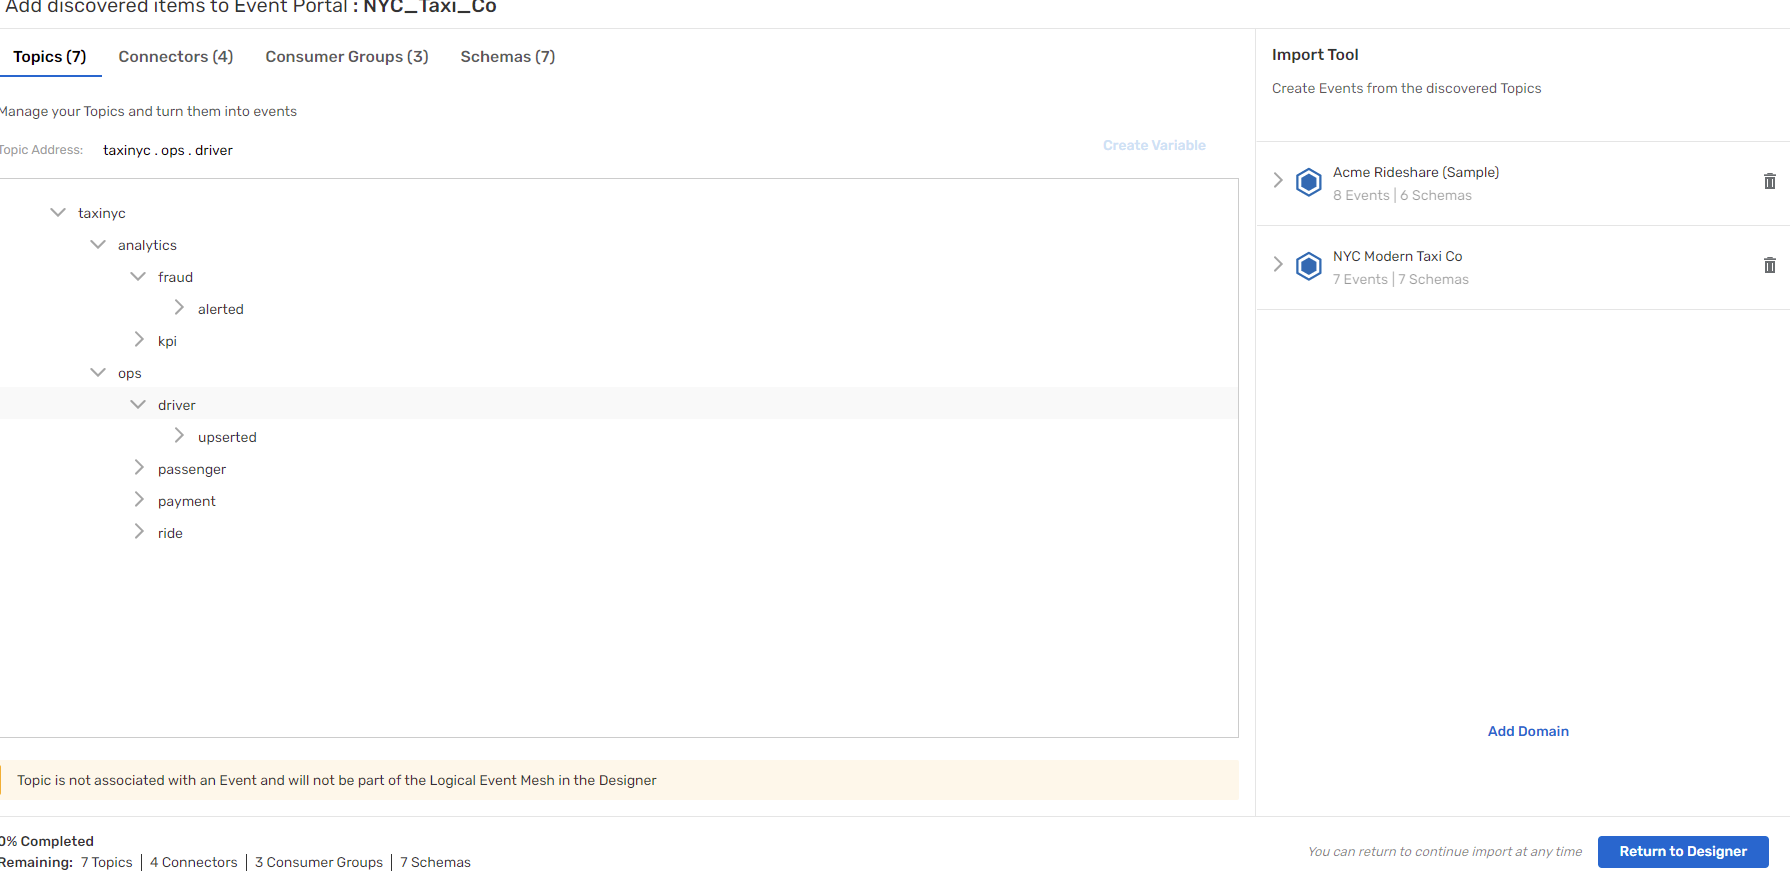 Add discovered items to Event Portal : NYC_Taxi_Co
Topics (7) Connectors (4) Consumer Groups (3) Schemas (7)
Manage your Topics and turn them into events
Topic Address: taxinyc . ops . driver
Create Variable
taxinyc
analytics
fraud
alerted
kpi
ops
driver
upserted
passenger
payment
ride
Topic is not associated with an Event and will not be part of the Logical Event Mesh in the Designer
Import Tool
Create Events from the discovered Topics
Acme Rideshare (Sample)
8 Events | 6 Schemas
NYC Modern Taxi Co
7 Events | 7 Schemas
Add Domain
0% Completed
Remaining: 7 Topics | 4 Connectors | 3 Consumer Groups | 7 Schemas
You can return to continue import at any time
Return to Designer